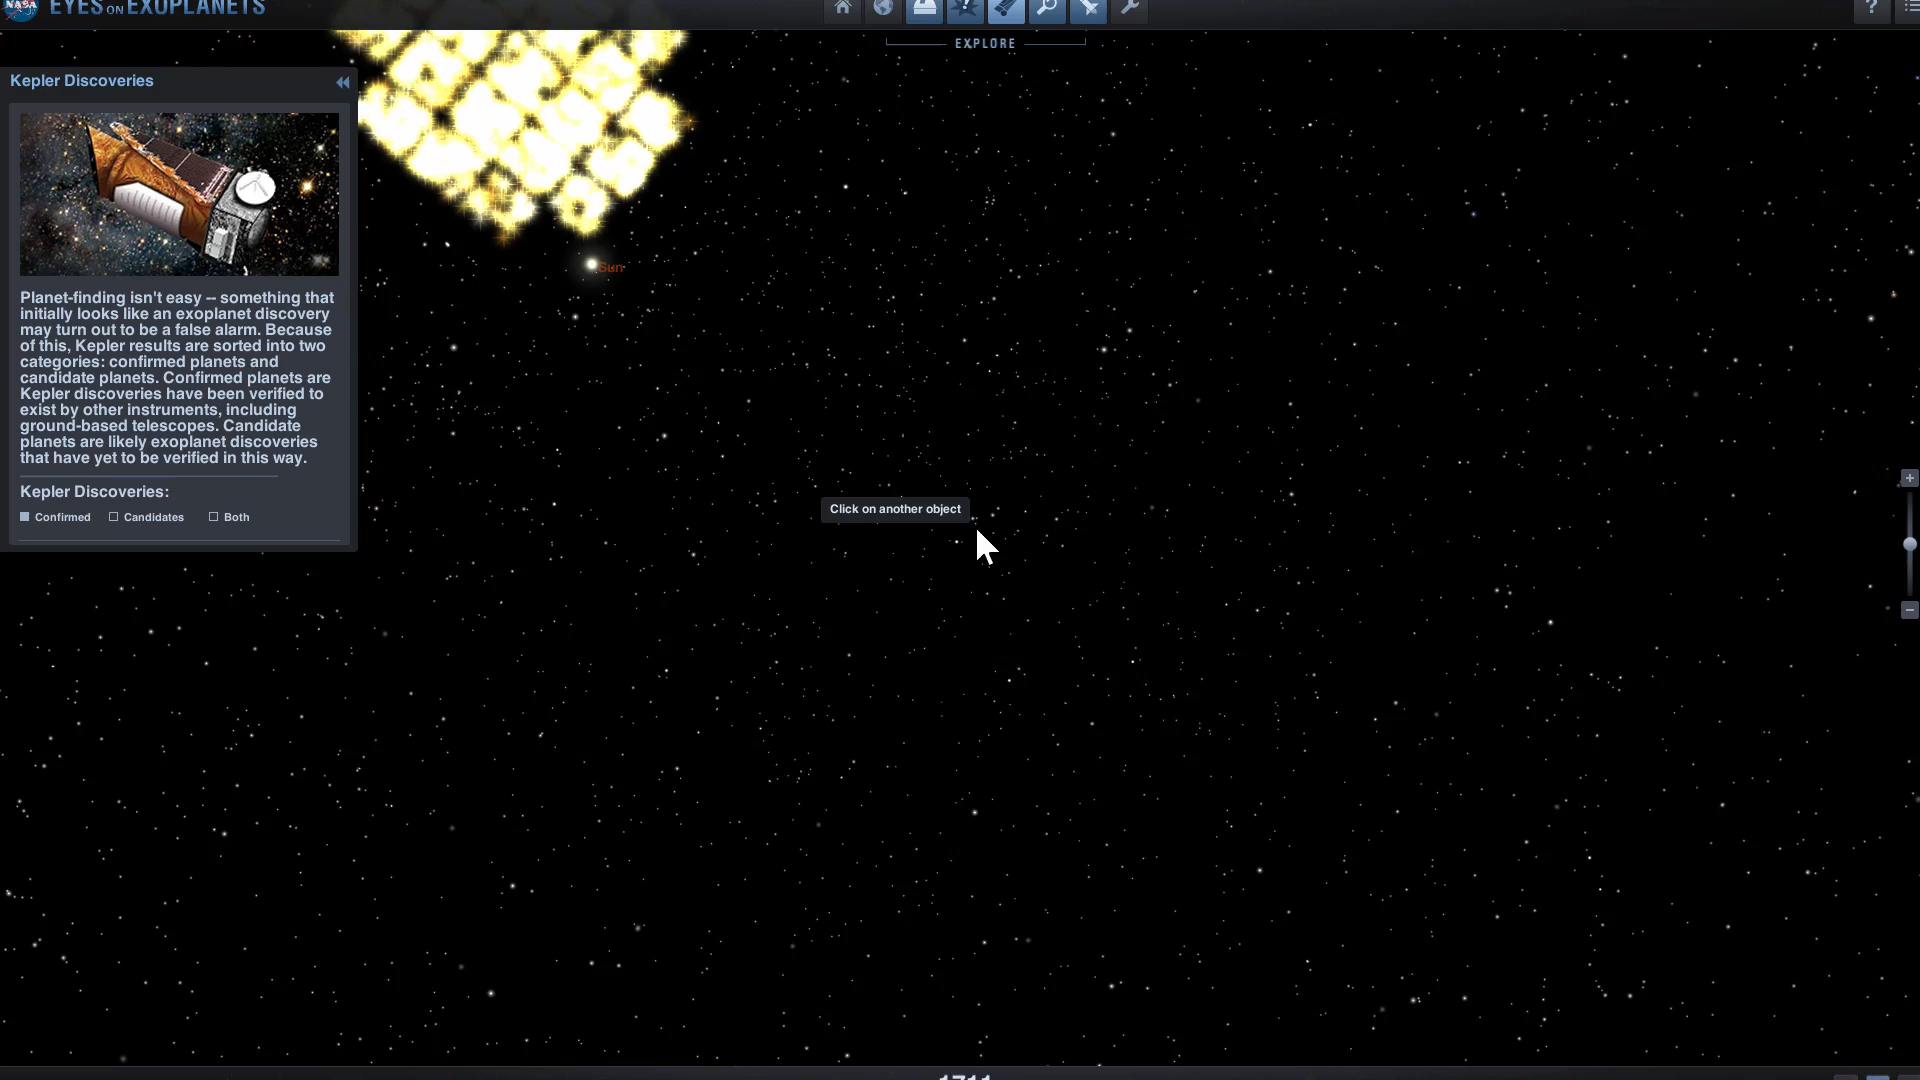 NASA
EYES ON EXOPLANETS
?
EXPLORE
Kepler Discoveries
Sun
Planet-finding isn't easy -- something that
initially looks like an exoplanet discovery
may turn out to be a false alarm. Because
of this, Kepler results are sorted into two
categories: confirmed planets and
candidate planets. Confirmed planets are
Kepler discoveries have been verified to
exist by other instruments, including
ground-based telescopes. Candidate
planets are likely exoplanet discoveries
that have yet to be verified in this way.
Kepler Discoveries:
Confirmed Candidates Both
Click on another object